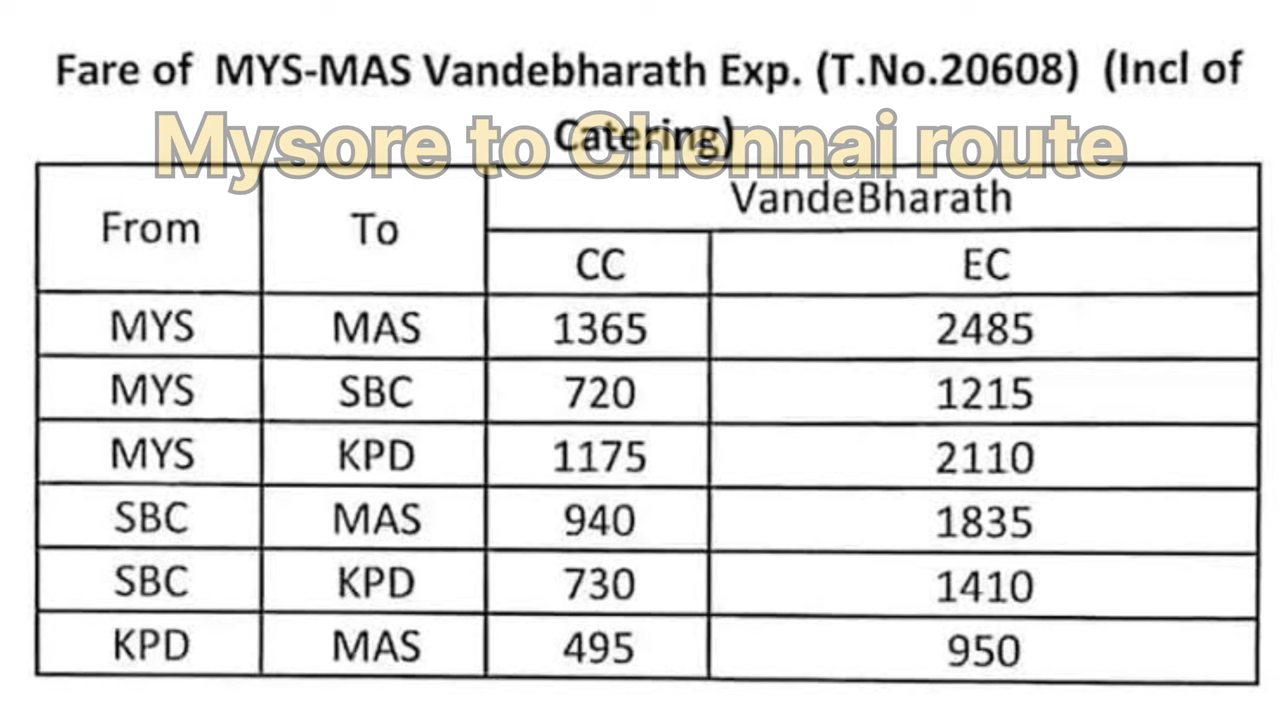 Fare of MYS-MAS Vandebharath Exp. (T.No.20608) (Incl of
Catering)
Mysore to Chennai route
From To VandeBharath
CC EC
MYS MAS 1365 2485
MYS SBC 720 1215
MYS KPD 1175 2110
SBC MAS 940 1835
SBC KPD 730 1410
KPD MAS 495 950